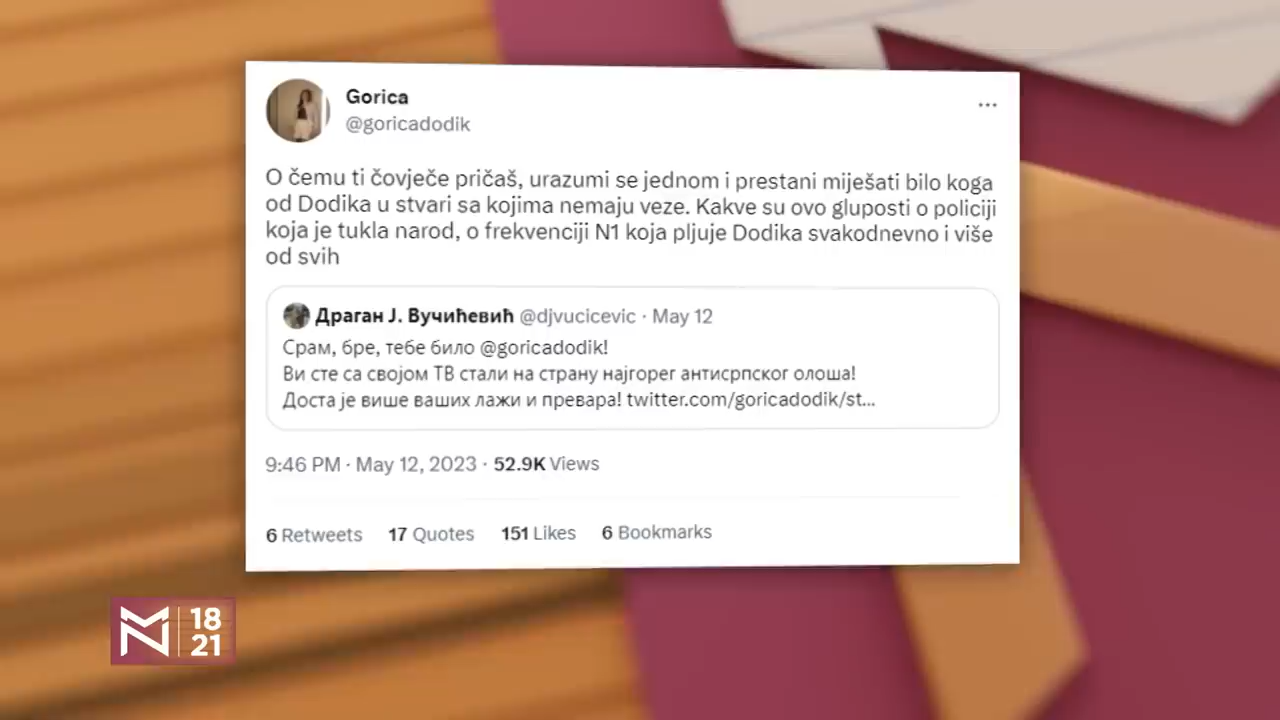 Gorica
@goricadodik
O čemu ti čovječe pričaš, urazumi se jednom i prestani miješati bilo koga
od Dodika u stvari sa kojima nemaju veze. Kakve su ovo gluposti o policiji
koja je tukla narod, o frekvenciji N1 koja pljuje Dodika svakodnevno i više
od svih
Драган Ј. Вучићевић @djvucicevic · May 12
Срам, бре, тебе било @goricadodik!
Ви сте са својом ТВ стали на страну најгорег антисрпског олоша!
Доста је више ваших лажи и превара! twitter.com/goricadodik/st...
9:46 PM · May 12, 2023 · 52.9K Views
6 Retweets 17 Quotes 151 Likes 6 Bookmarks
18
21